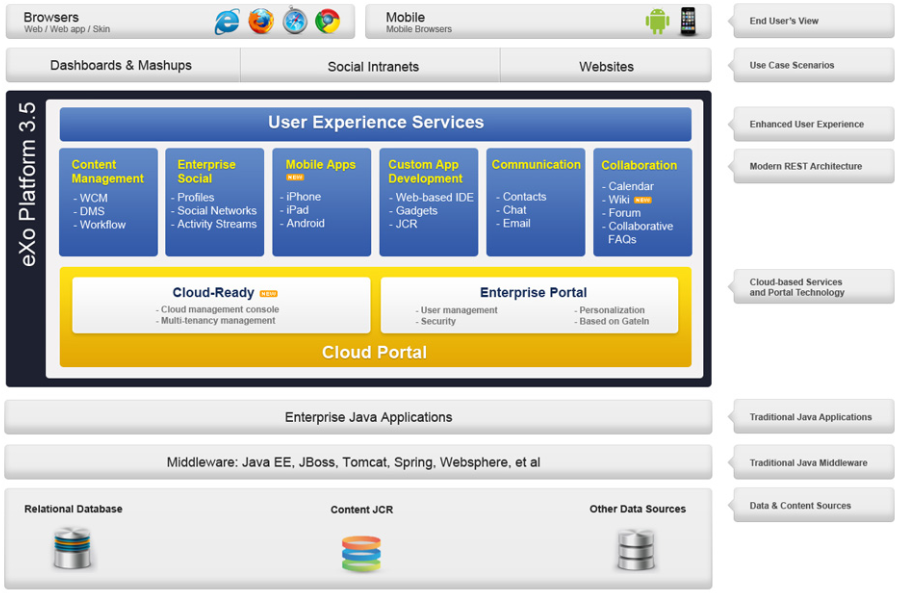 Browsers
Web / Web app / Skin
Mobile
Mobile Browsers
End User's View
Dashboards & Mashups
Social Intranets
Websites
Use Case Scenarios
eXo Platform 3.5
User Experience Services
Enhanced User Experience
Content
Management
- WCM
- DMS
- Workflow
Enterprise
Social
- Profiles
- Social Networks
- Activity Streams
Mobile Apps
NEW!
- iPhone
- iPad
- Android
Custom App
Development
- Web-based IDE
- Gadgets
- JCR
Communication
- Contacts
- Chat
- Email
Collaboration
- Calendar
- Wiki NEW!
- Forum
- Collaborative
FAQs
Modern REST Architecture
Cloud-Ready NEW!
- Cloud management console
- Multi-tenancy management
Enterprise Portal
- User management
- Security
- Personalization
- Based on GateIn
Cloud Portal
Cloud-based Services
and Portal Technology
Enterprise Java Applications
Traditional Java Applications
Middleware: Java EE, JBoss, Tomcat, Spring, Websphere, et al
Traditional Java Middleware
Relational Database
Content JCR
Other Data Sources
Data & Content Sources